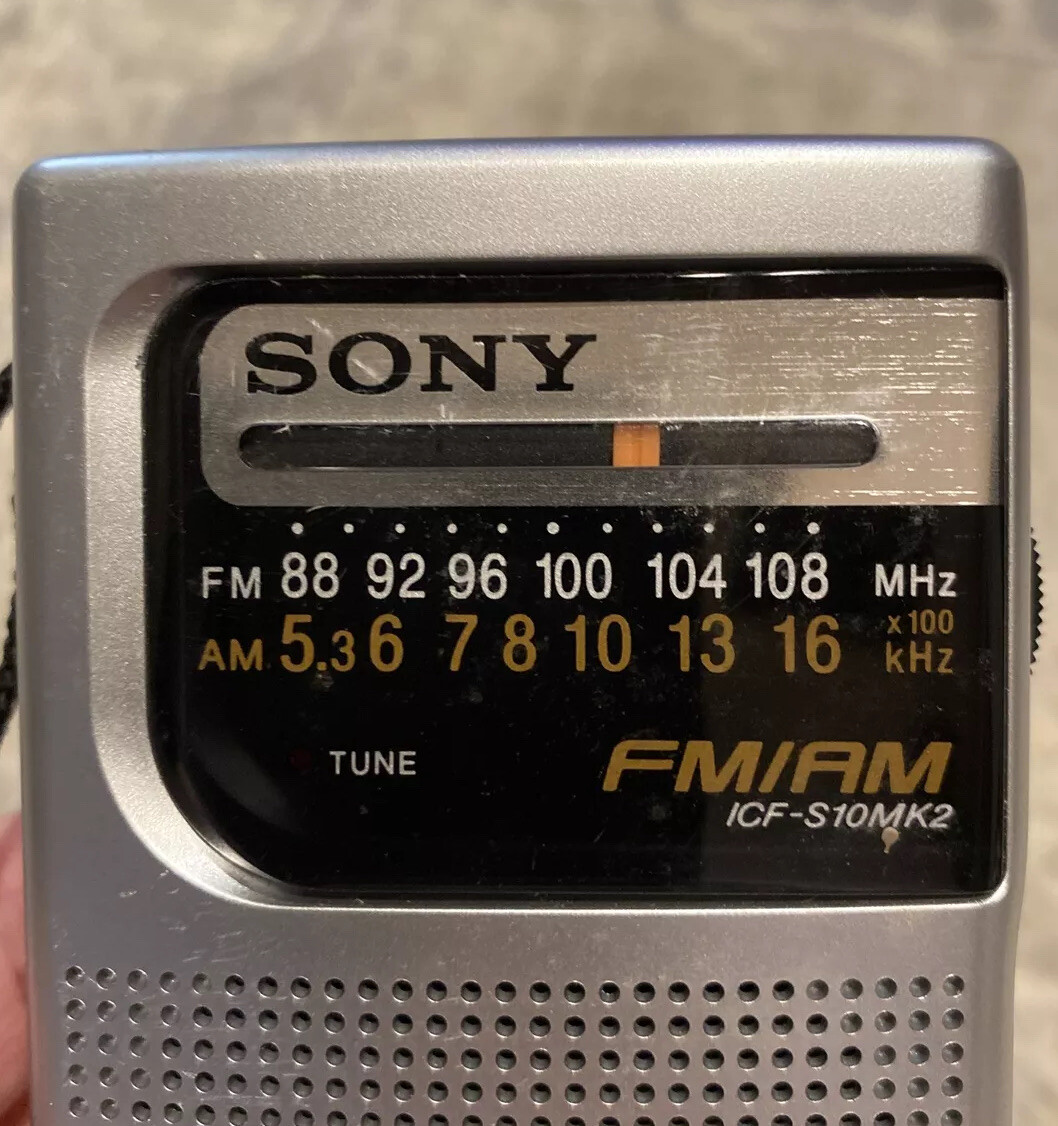 SONY
FM 88 92 96 100 104 108 MHz
AM 5.3 6 7 8 10 13 16 x100 kHz
TUNE
FM/AM
ICF-S10MK2